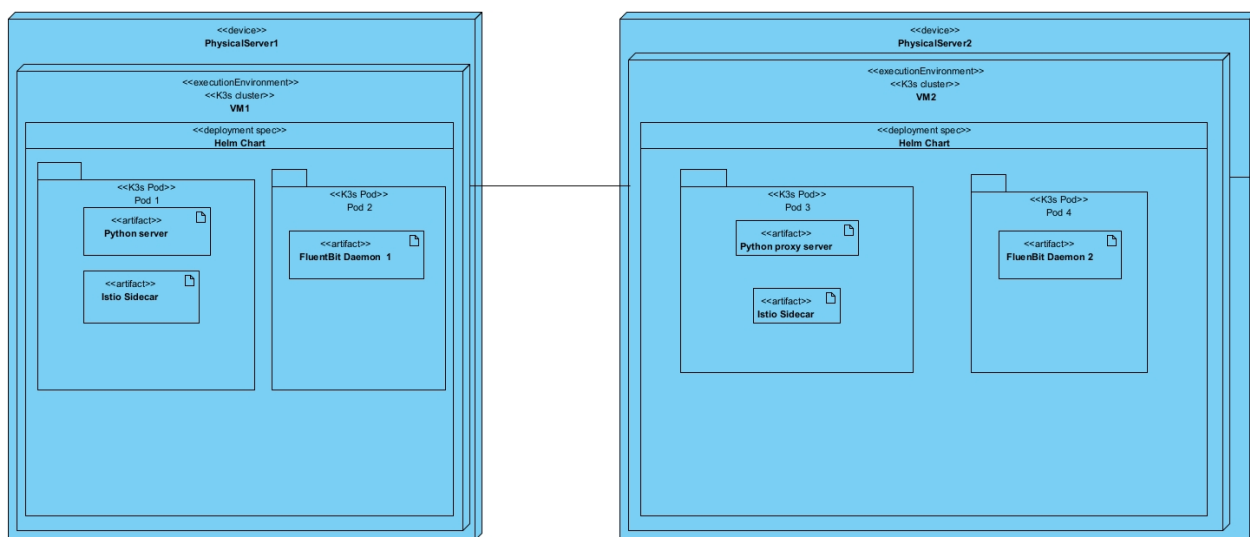 <<device>>
PhysicalServer1
<<executionEnvironment>>
<<K3s cluster>>
VM1
<<deployment spec>>
Helm Chart
<<K3s Pod>>
Pod 1
<<artifact>>
Python server
<<artifact>>
Istio Sidecar
<<K3s Pod>>
Pod 2
<<artifact>>
FluentBit Daemon 1
<<device>>
PhysicalServer2
<<executionEnvironment>>
<<K3s cluster>>
VM2
<<deployment spec>>
Helm Chart
<<K3s Pod>>
Pod 3
<<artifact>>
Python proxy server
<<artifact>>
Istio Sidecar
<<K3s Pod>>
Pod 4
<<artifact>>
FluenBit Daemon 2